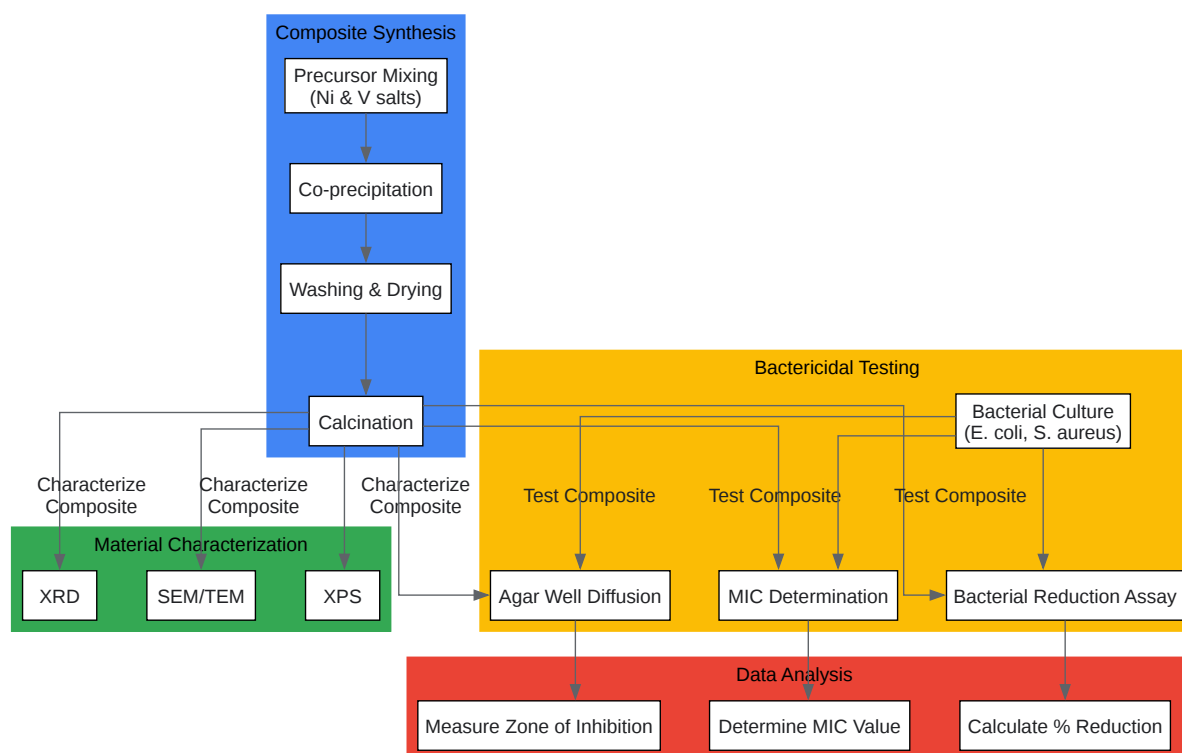 Composite Synthesis
Precursor Mixing
(Ni & V salts)
Co-precipitation
Washing & Drying
Calcination
Bactericidal Testing
Bacterial Culture
(E. coli, S. aureus)
Characterize
Composite
Characterize
Composite
Characterize
Composite
Test Composite
Test Composite
Test Composite
Material Characterization
XRD
SEM/TEM
XPS
Agar Well Diffusion
MIC Determination
Bacterial Reduction Assay
Data Analysis
Measure Zone of Inhibition
Determine MIC Value
Calculate % Reduction